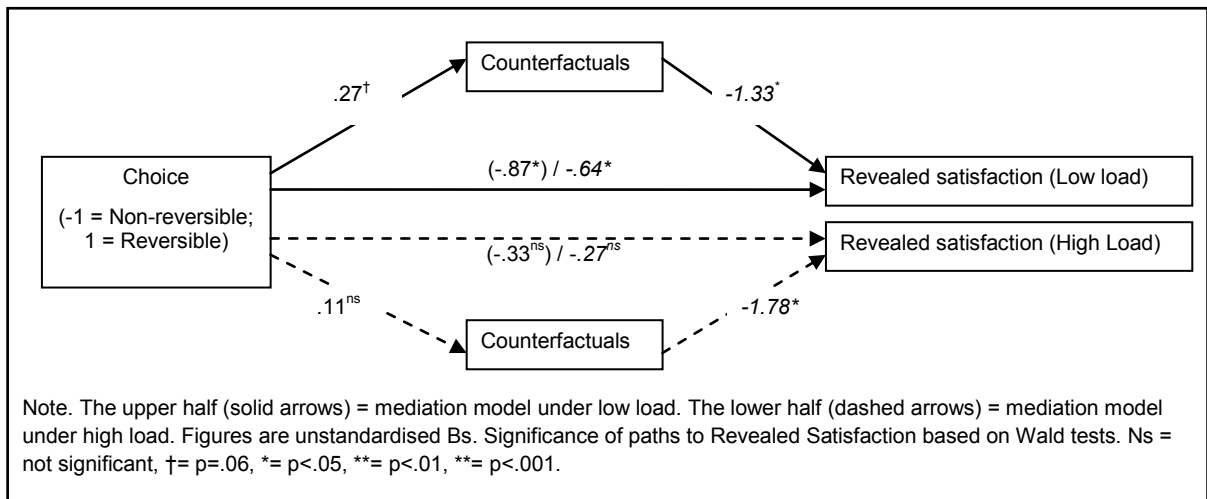 Counterfactuals
.27†
-1.33*
Choice
(-1 = Non-reversible;
1 = Reversible)
(-.87*) / -.64*
Revealed satisfaction (Low load)
Revealed satisfaction (High Load)
(-.33ns) / -.27ns
.11ns
-1.78*
Counterfactuals
Note. The upper half (solid arrows) = mediation model under low load. The lower half (dashed arrows) = mediation model
under high load. Figures are unstandardised Bs. Significance of paths to Revealed Satisfaction based on Wald tests. Ns =
not significant, †= p=.06, *= p<.05, **= p<.01, **= p<.001.